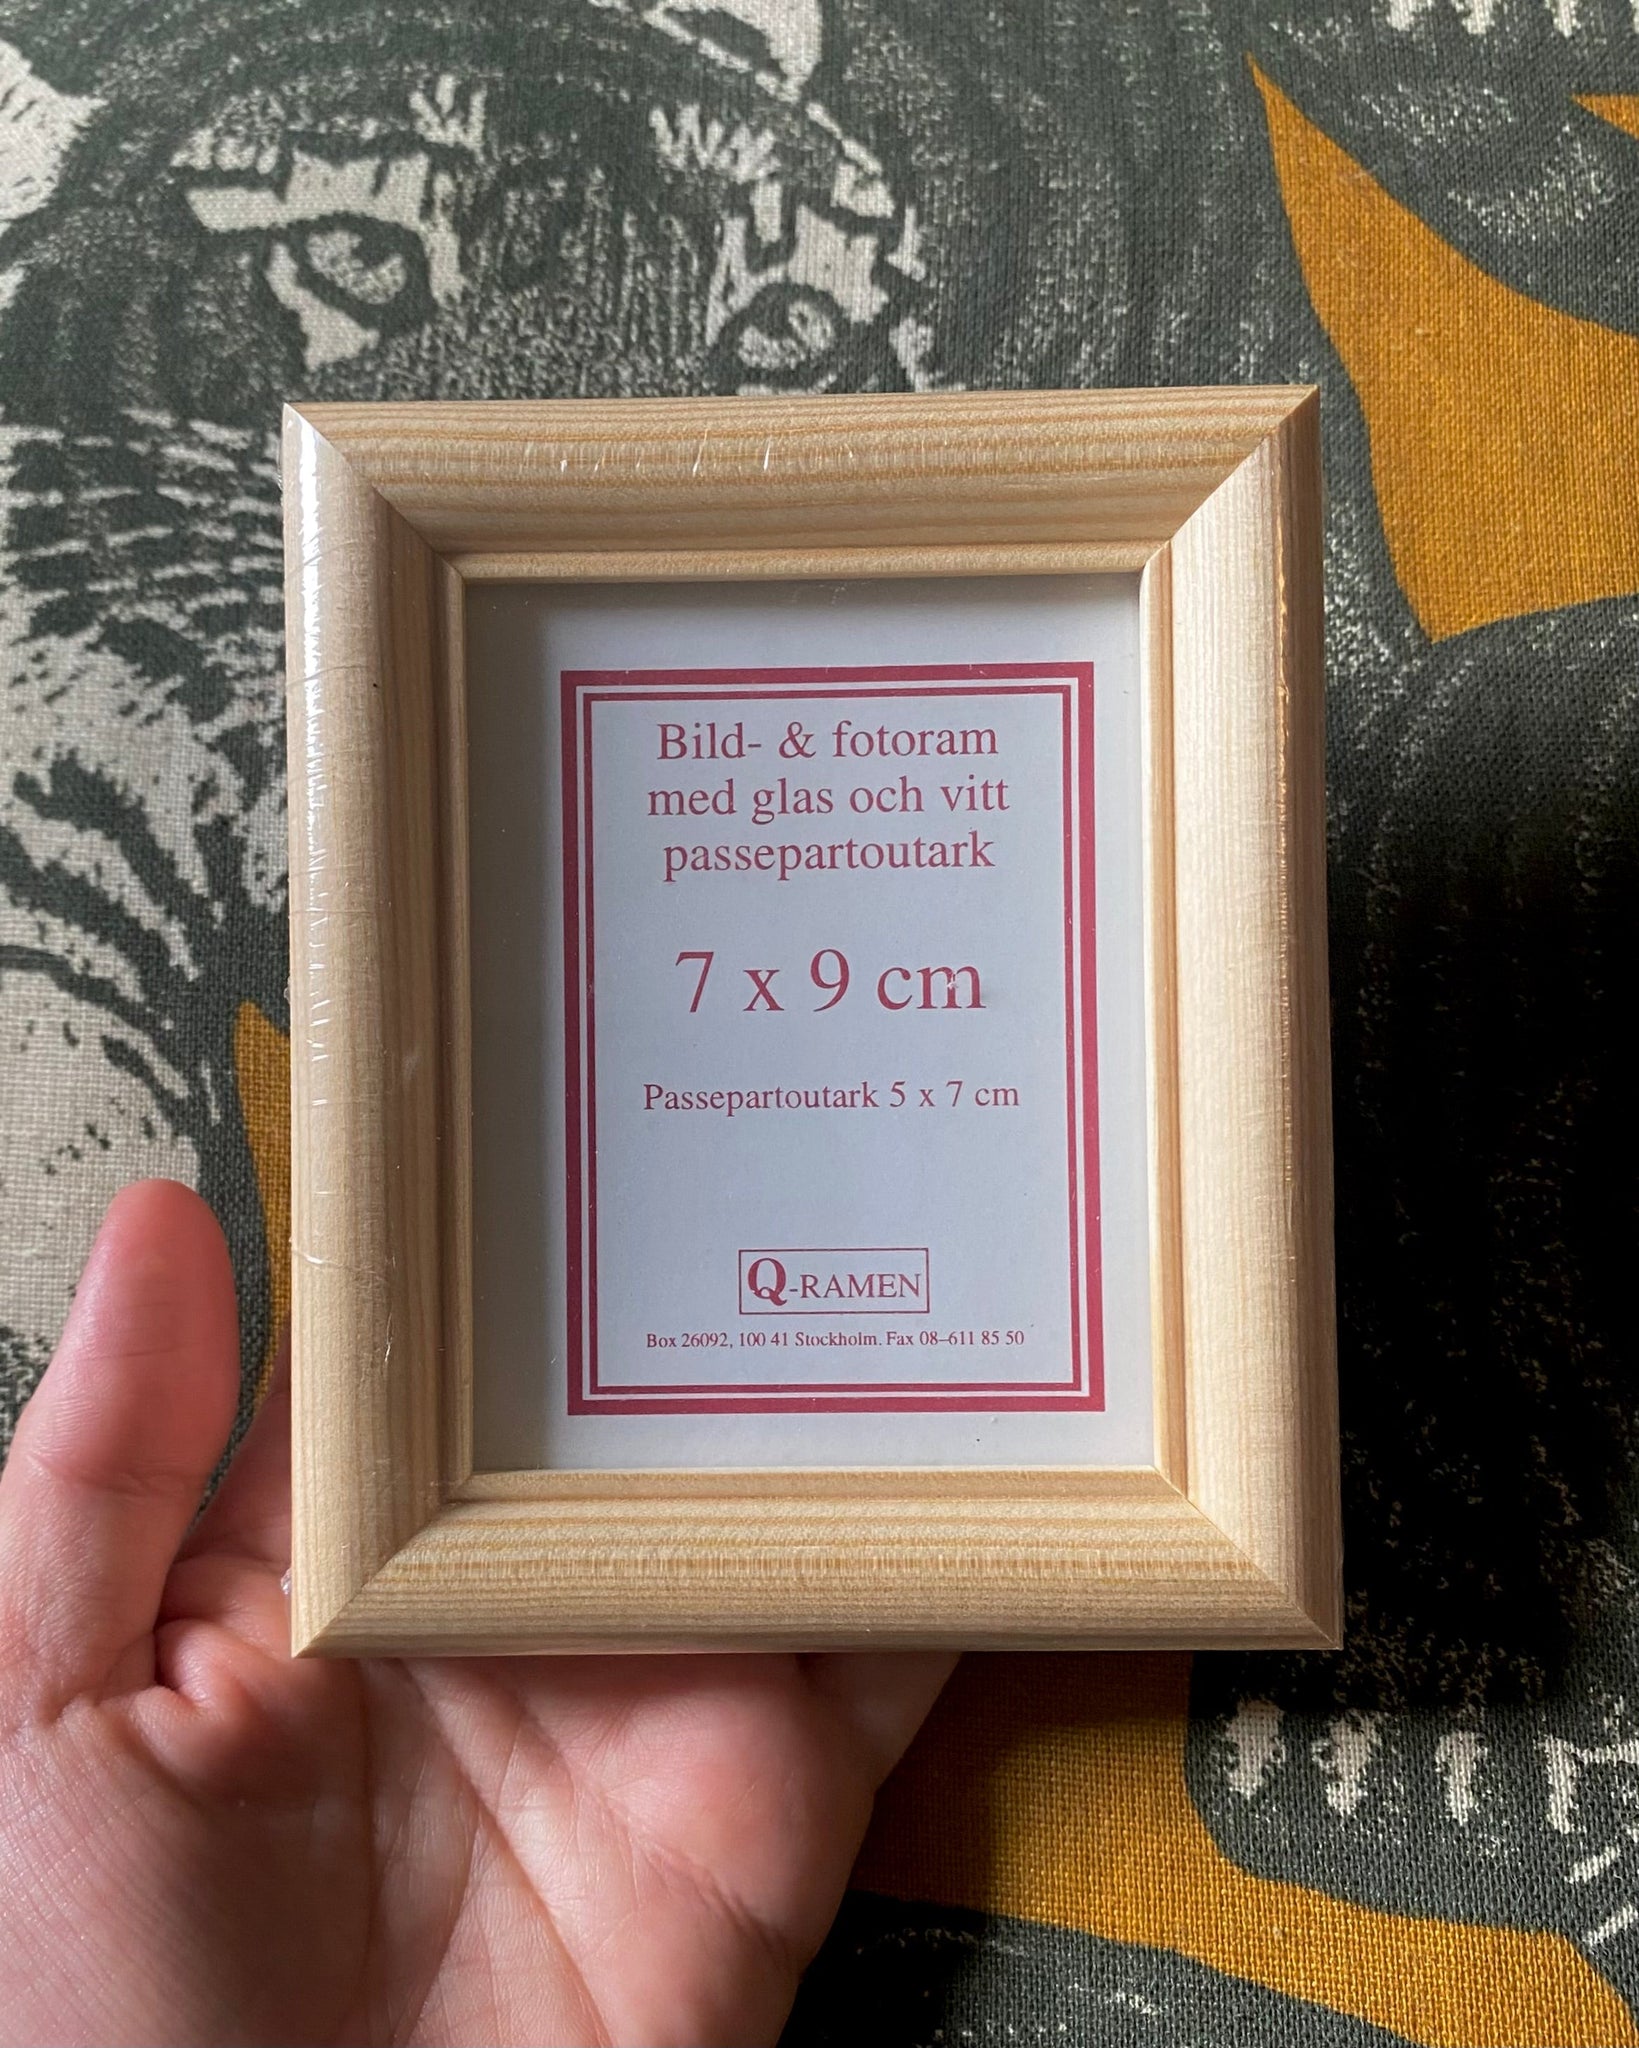 Bild- & fotoram
med glas och vitt
passepartoutark
7 x 9 cm
Passepartoutark 5 x 7 cm
Q-RAMEN
Box 26092, 100 41 Stockholm. Fax 08–611 85 50